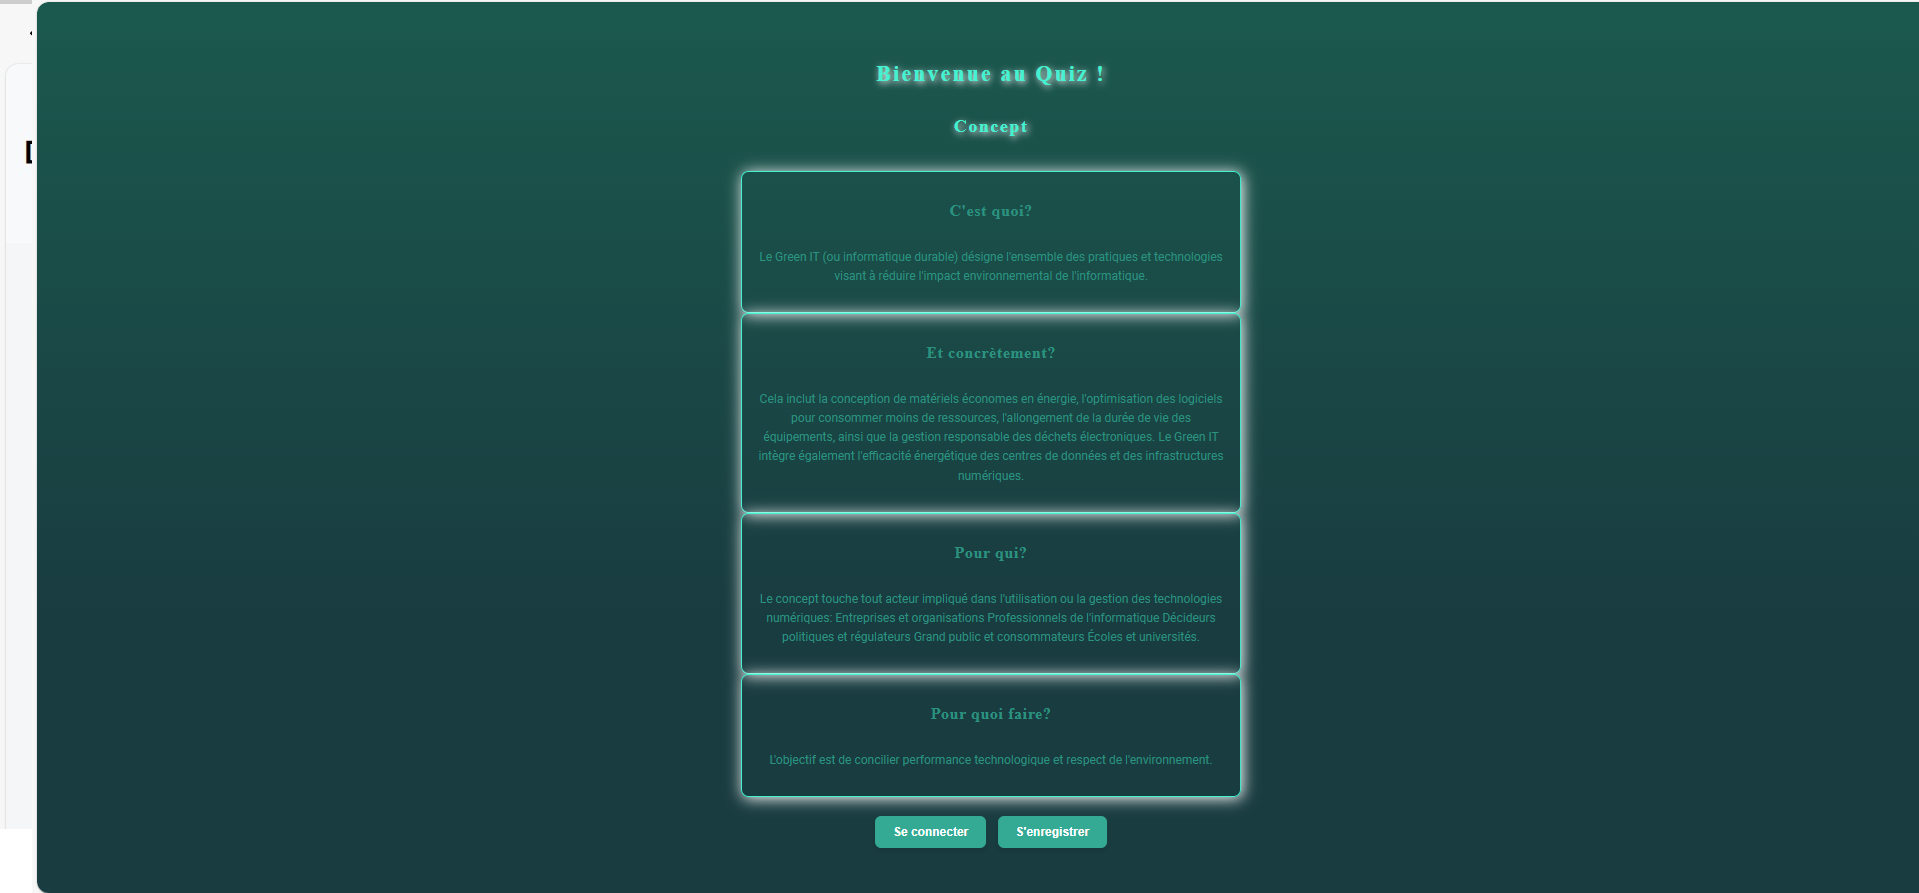 Bienvenue au Quiz !
Concept
C'est quoi?
Le Green IT (ou informatique durable) désigne l'ensemble des pratiques et technologies
visant à réduire l'impact environnemental de l'informatique.
Et concrètement?
Cela inclut la conception de matériels économes en énergie, l'optimisation des logiciels
pour consommer moins de ressources, l'allongement de la durée de vie des
équipements, ainsi que la gestion responsable des déchets électroniques. Le Green IT
intègre également l'efficacité énergétique des centres de données et des infrastructures
numériques.
Pour qui?
Le concept touche tout acteur impliqué dans l'utilisation ou la gestion des technologies
numériques: Entreprises et organisations Professionnels de l'informatique Décideurs
politiques et régulateurs Grand public et consommateurs Écoles et universités.
Pour quoi faire?
L'objectif est de concilier performance technologique et respect de l'environnement.
Se connecter
S'enregistrer